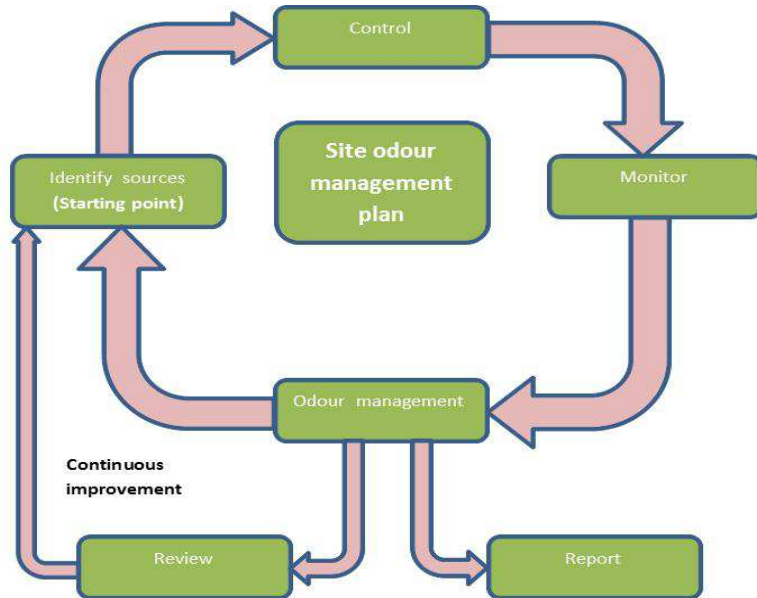 Control
Identify sources
(Starting point)
Site odour
management
plan
Monitor
Odour management
Continuous
improvement
Review
Report